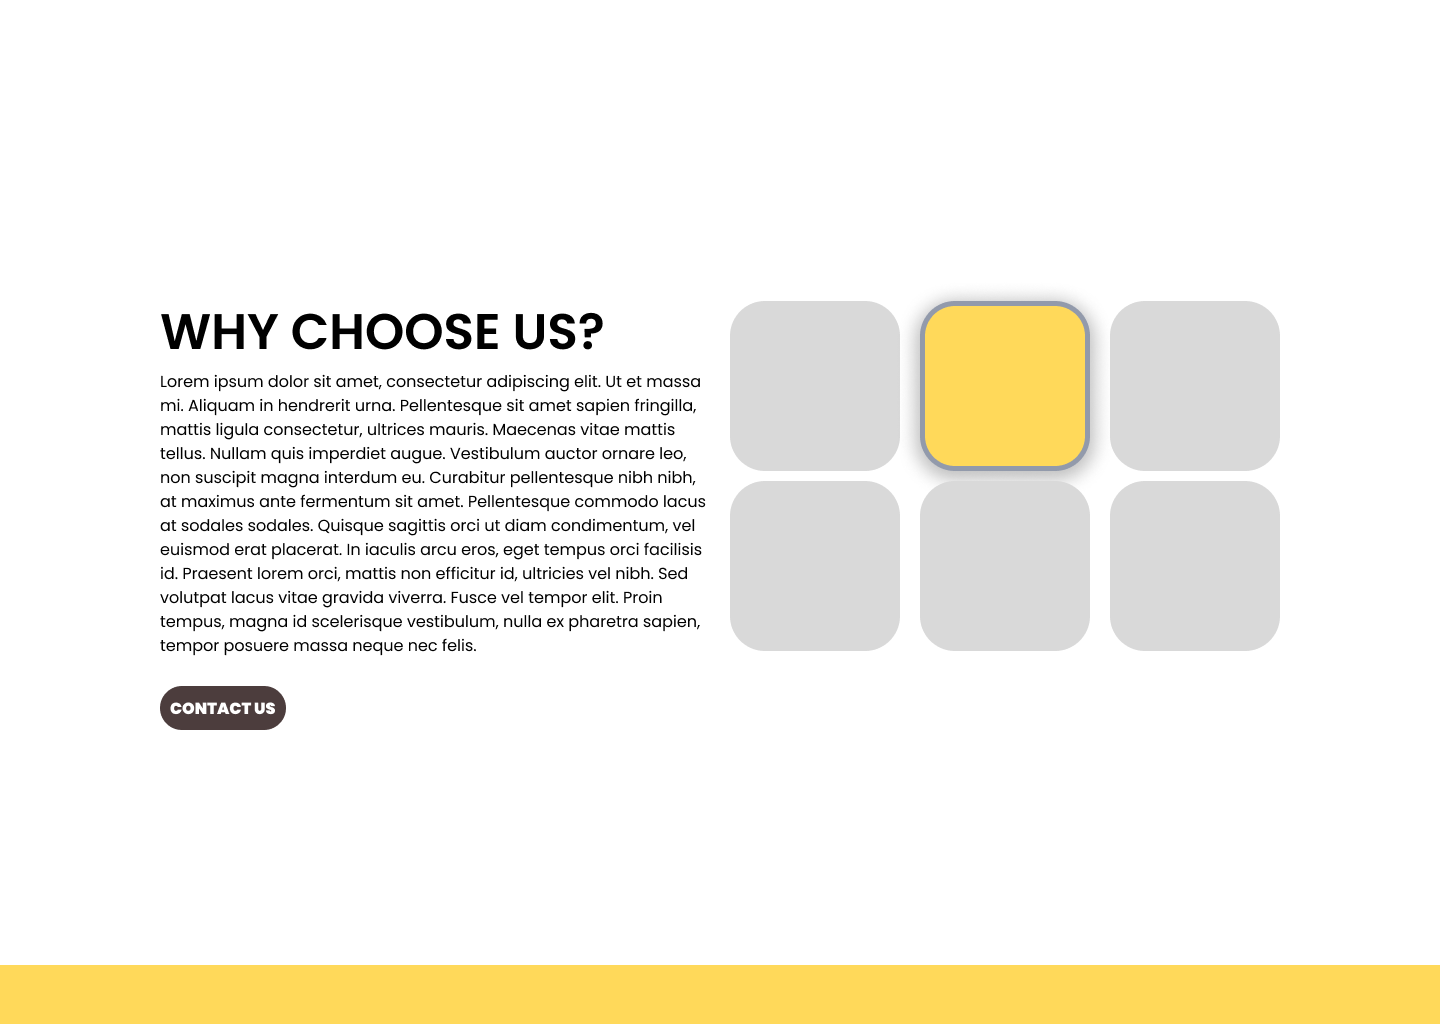 WHY CHOOSE US?
Lorem ipsum dolor sit amet, consectetur adipiscing elit. Ut et massa
mi. Aliquam in hendrerit urna. Pellentesque sit amet sapien fringilla,
mattis ligula consectetur, ultrices mauris. Maecenas vitae mattis
tellus. Nullam quis imperdiet augue. Vestibulum auctor ornare leo,
non suscipit magna interdum eu. Curabitur pellentesque nibh nibh,
at maximus ante fermentum sit amet. Pellentesque commodo lacus
at sodales sodales. Quisque sagittis orci ut diam condimentum, vel
euismod erat placerat. In iaculis arcu eros, eget tempus orci facilisis
id. Praesent lorem orci, mattis non efficitur id, ultricies vel nibh. Sed
volutpat lacus vitae gravida viverra. Fusce vel tempor elit. Proin
tempus, magna id scelerisque vestibulum, nulla ex pharetra sapien,
tempor posuere massa neque nec felis.
CONTACT US